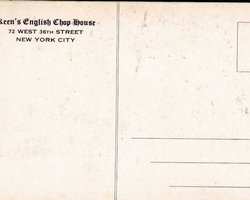 Keen's English Chop House
72 WEST 36TH STREET
NEW YORK CITY